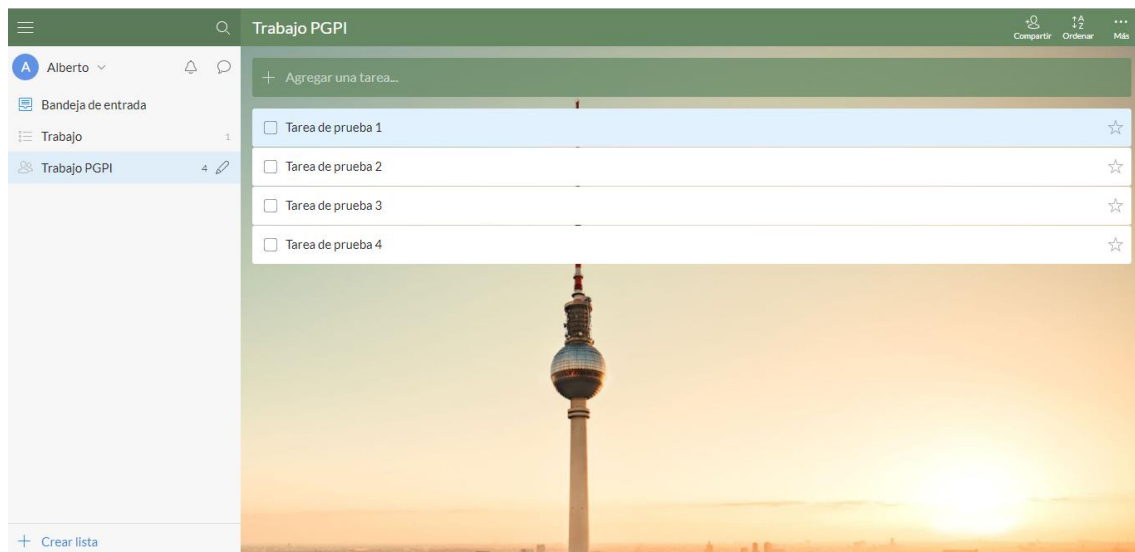 Trabajo PGPI
Compartir
Ordenar
Más
A Alberto
Bandeja de entrada
Trabajo 1
Trabajo PGPI 4
+ Crear lista
+ Agregar una tarea...
Tarea de prueba 1
Tarea de prueba 2
Tarea de prueba 3
Tarea de prueba 4